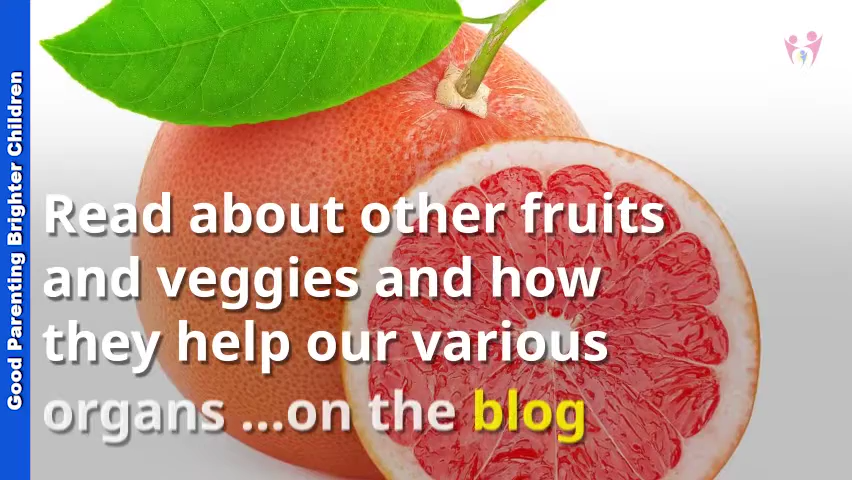 Good Parenting Brighter Children
Read about other fruits
and veggies and how
they help our various
organs ...on the blog